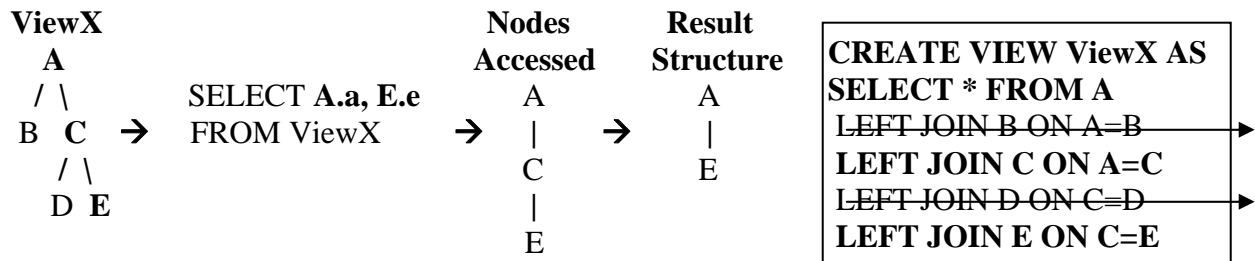 ViewX
A
/ \
B C
/ \
D E
→
SELECT A.a, E.e
FROM ViewX
→
Nodes
Accessed
A
|
C
|
E
→
Result
Structure
A
|
E
CREATE VIEW ViewX AS
SELECT * FROM A
LEFT JOIN B ON A=B
LEFT JOIN C ON A=C
LEFT JOIN D ON C=D
LEFT JOIN E ON C=E